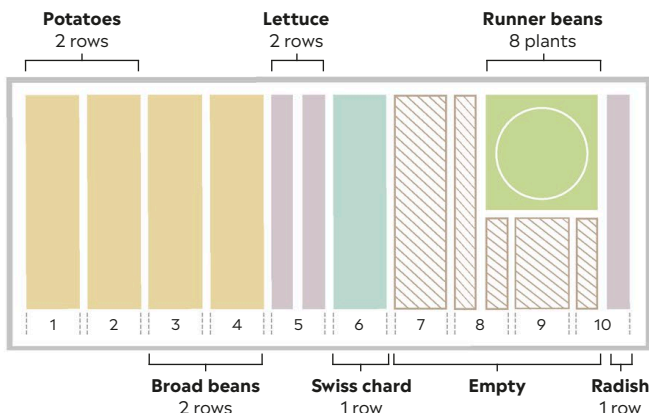 Potatoes
2 rows
Lettuce
2 rows
Runner beans
8 plants
1 2 3 4 5 6 7 8 9 10
Broad beans
2 rows
Swiss chard
1 row
Empty
Radish
1 row